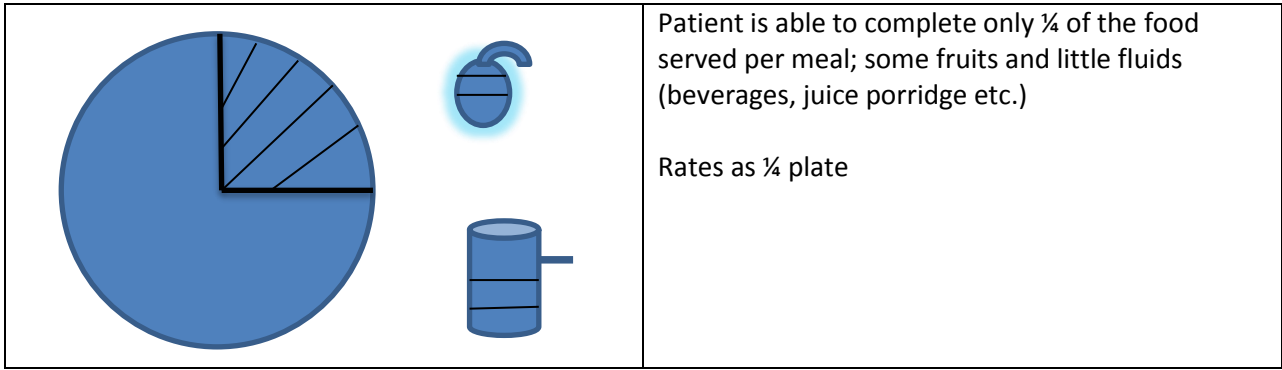 Patient is able to complete only ¼ of the food
served per meal; some fruits and little fluids
(beverages, juice porridge etc.)
Rates as ¼ plate